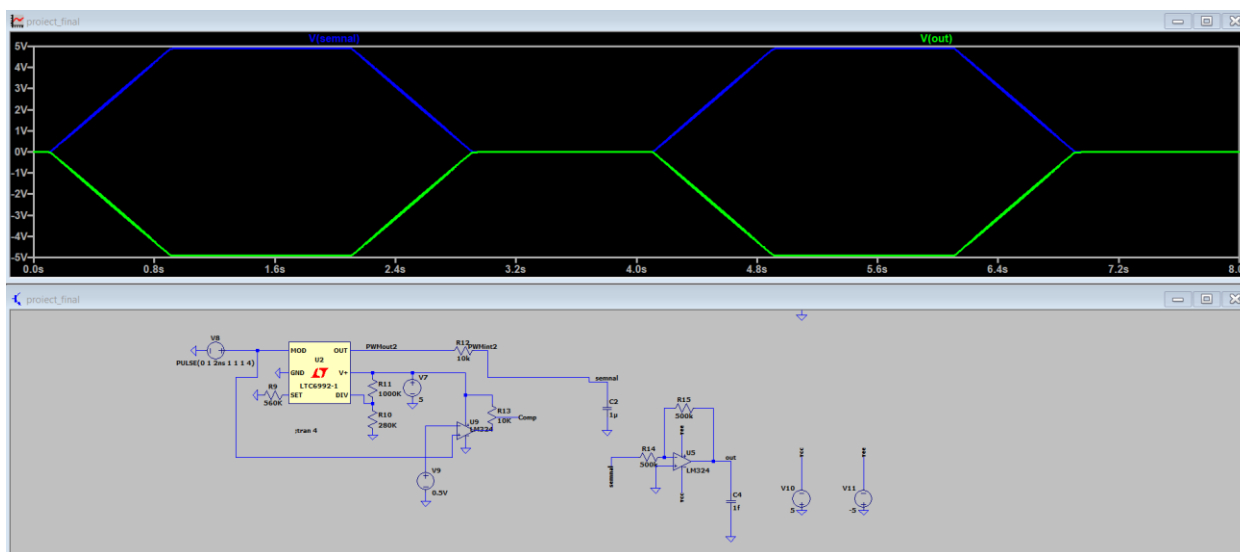 proiect_final
V(semnal)
V(out)
5V
4V
3V
2V
1V
0V
-1V
-2V
-3V
-4V
-5V
0.0s
0.8s
1.6s
2.4s
3.2s
4.0s
4.8s
5.6s
6.4s
7.2s
8.0s
proiect_final
V8
PULSE(0 1 2ns 1 1 1 4)
MOD
OUT
U2
GND
V+
LTC6992-1
SET
DIV
R9
560K
PWMout2
R12
10k
PWMint2
R11
1000K
V7
5
R10
280K
;tran 4
R13
10K
Comp
U9
LM324
V9
0.5V
semnal
C2
1µ
R15
500k
R14
500k
semnal
U5
LM324
out
C4
1f
V10
5
V11
-5